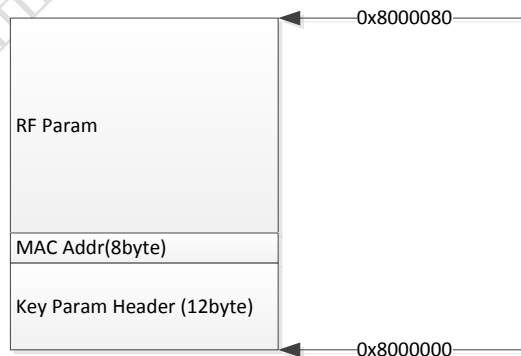 0x8000080
RF Param
MAC Addr(8byte)
Key Param Header (12byte)
0x8000000